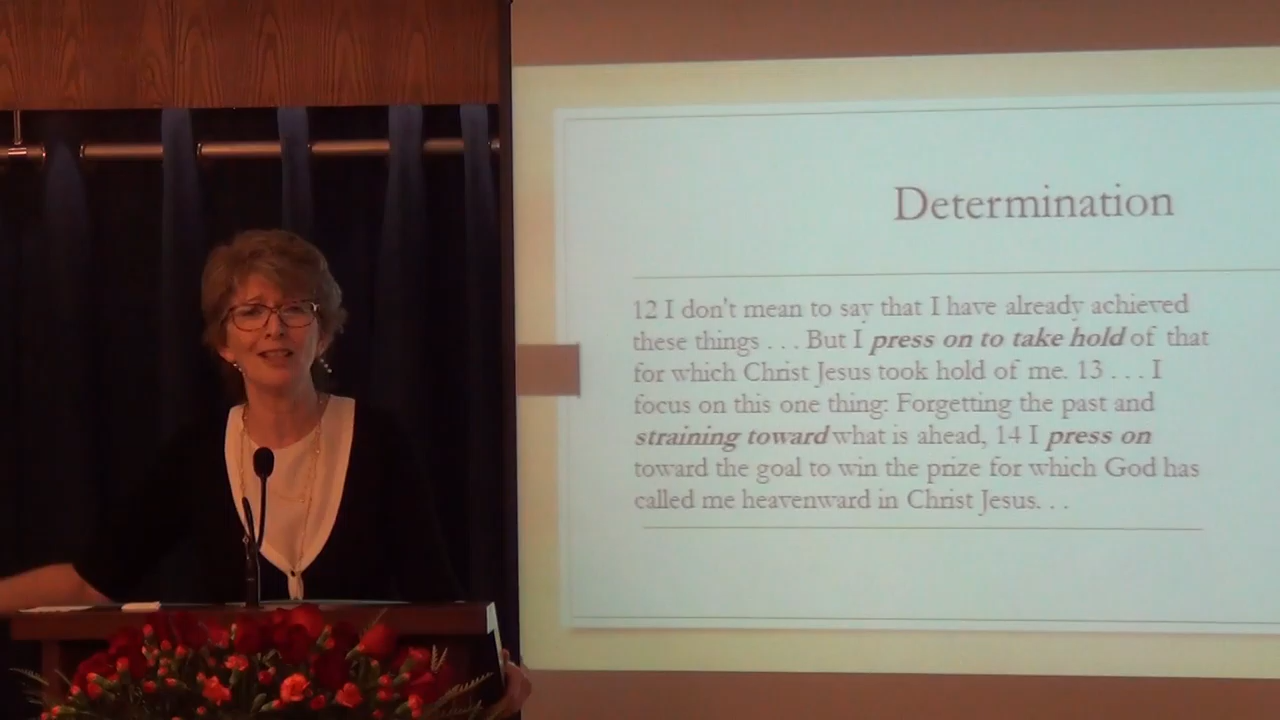 Determination
12 I don't mean to say that I have already achieved
these things . . . But I press on to take hold of that
for which Christ Jesus took hold of me. 13 . . . I
focus on this one thing: Forgetting the past and
straining toward what is ahead, 14 I press on
toward the goal to win the prize for which God has
called me heavenward in Christ Jesus. . .